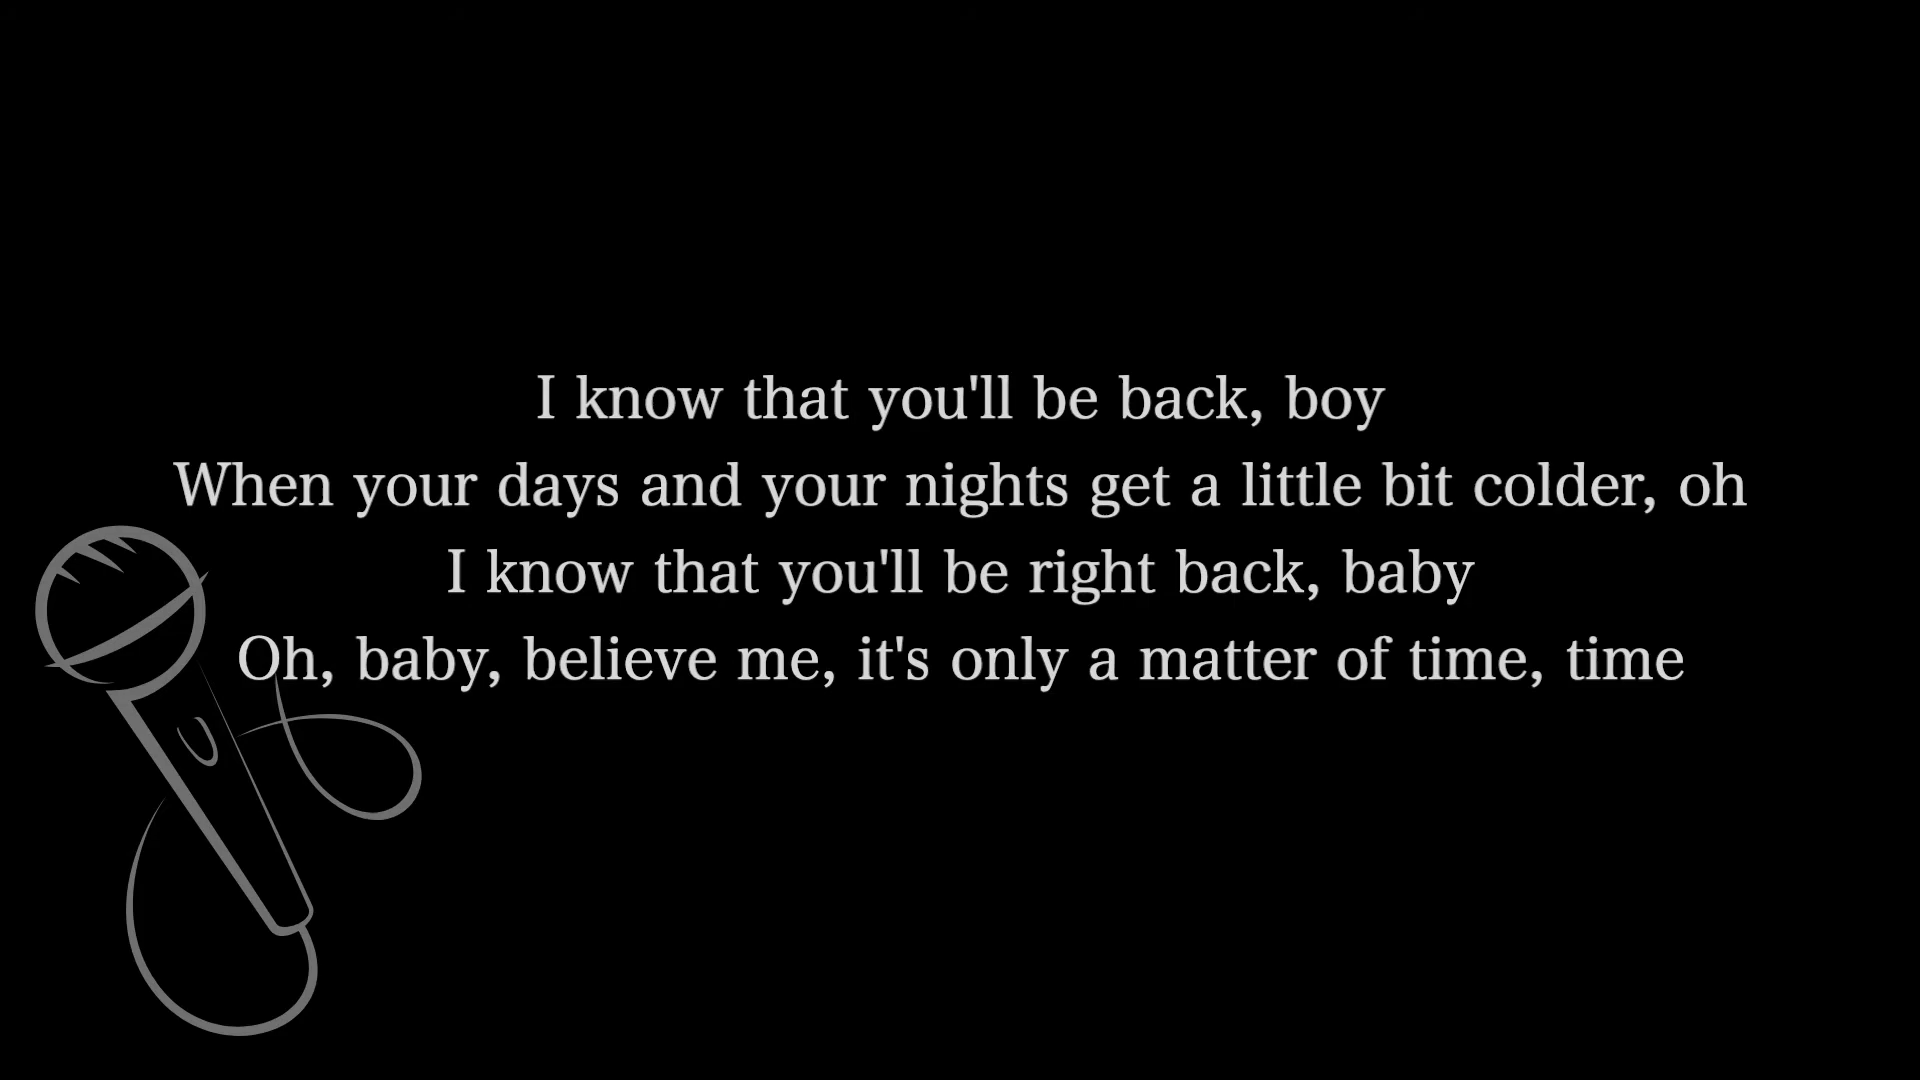 I know that you'll be back, boy
When your days and your nights get a little bit colder, oh
I know that you'll be right back, baby
Oh, baby, believe me, it's only a matter of time, time